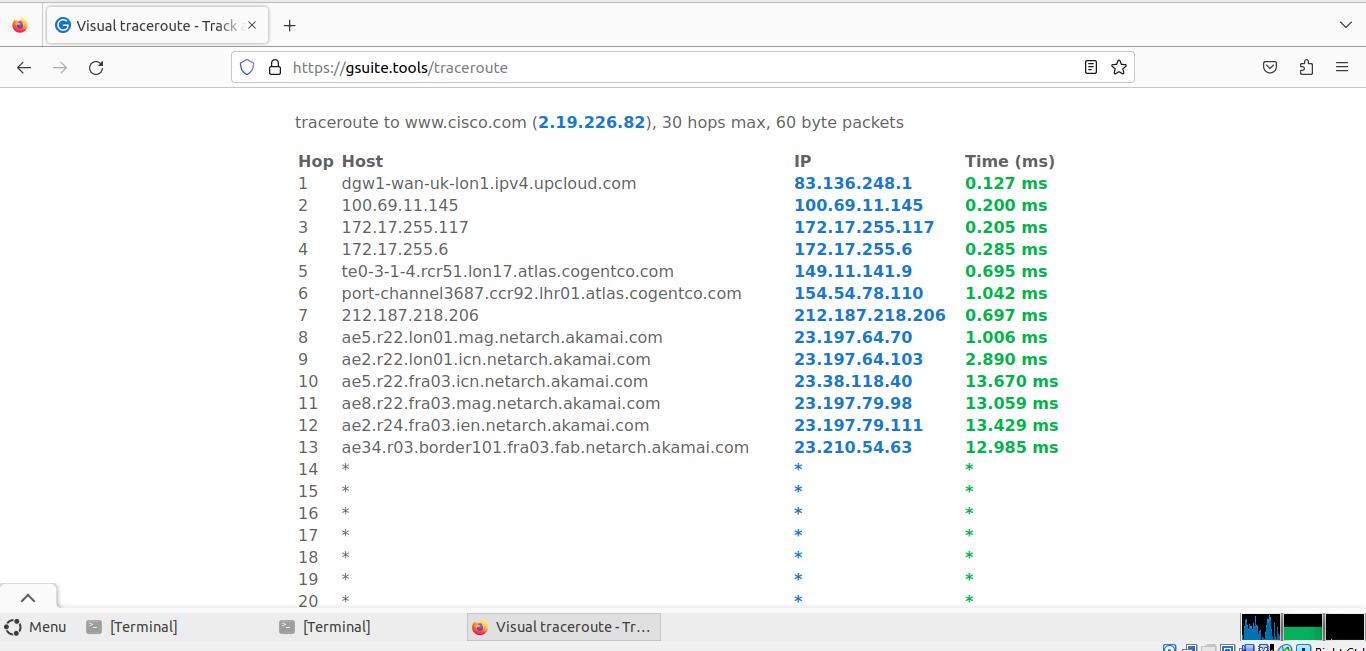 Visual traceroute - Track
https://gsuite.tools/traceroute
traceroute to www.cisco.com (2.19.226.82), 30 hops max, 60 byte packets
Hop Host IP Time (ms)
1 dgw1-wan-uk-lon1.ipv4.upcloud.com 83.136.248.1 0.127 ms
2 100.69.11.145 100.69.11.145 0.200 ms
3 172.17.255.117 172.17.255.117 0.205 ms
4 172.17.255.6 172.17.255.6 0.285 ms
5 te0-3-1-4.rcr51.lon17.atlas.cogentco.com 149.11.141.9 0.695 ms
6 port-channel3687.ccr92.lhr01.atlas.cogentco.com 154.54.78.110 1.042 ms
7 212.187.218.206 212.187.218.206 0.697 ms
8 ae5.r22.lon01.mag.netarch.akamai.com 23.197.64.70 1.006 ms
9 ae2.r22.lon01.icn.netarch.akamai.com 23.197.64.103 2.890 ms
10 ae5.r22.fra03.icn.netarch.akamai.com 23.38.118.40 13.670 ms
11 ae8.r22.fra03.mag.netarch.akamai.com 23.197.79.98 13.059 ms
12 ae2.r24.fra03.ien.netarch.akamai.com 23.197.79.111 13.429 ms
13 ae34.r03.border101.fra03.fab.netarch.akamai.com 23.210.54.63 12.985 ms
14 * * *
15 * * *
16 * * *
17 * * *
18 * * *
19 * * *
20 * * *
Menu [Terminal] [Terminal] Visual traceroute - Tr...